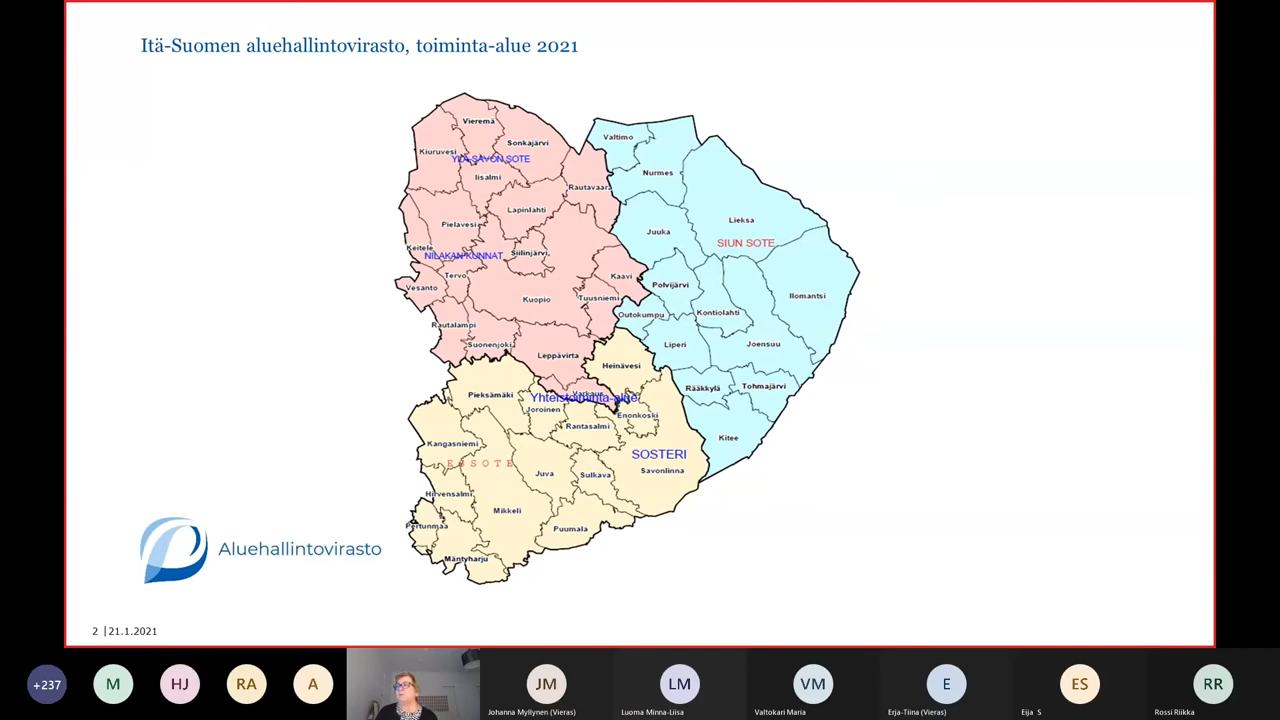 Itä-Suomen aluehallintovirasto, toiminta-alue 2021
Vieremä
Sonkajärvi
Kiuruvesi
YLÄ-SAVON SOTE
Iisalmi
Rautavaara
Lapinlahti
Pielavesi
Keitele
NILAKAN KUNNAT
Siilinjärvi
Tervo
Vesanto
Kaavi
Kuopio
Tuusniemi
Rautalampi
Suonenjoki
Leppävirta
Varkaus
Valtimo
Nurmes
Lieksa
Juuka
SIUN SOTE
Polvijärvi
Ilomantsi
Outokumpu
Kontiolahti
Liperi
Joensuu
Rääkkylä
Tohmajärvi
Kitee
Heinävesi
Pieksämäki
Yhteistoiminta-alue
Joroinen
Enonkoski
Rantasalmi
Kangasniemi
SOSTERI
Savonlinna
ESSOTE
Juva
Sulkava
Hirvensalmi
Mikkeli
Pertunmaa
Puumala
Mäntyharju
Aluehallintovirasto
2 |21.1.2021
+237
M
HJ
RA
A
JM
LM
VM
E
ES
RR
Johanna Myllynen (Vieras)
Luoma Minna-Liisa
Valtokari Maria
Erja-Tiina (Vieras)
Eija S
Rossi Riikka